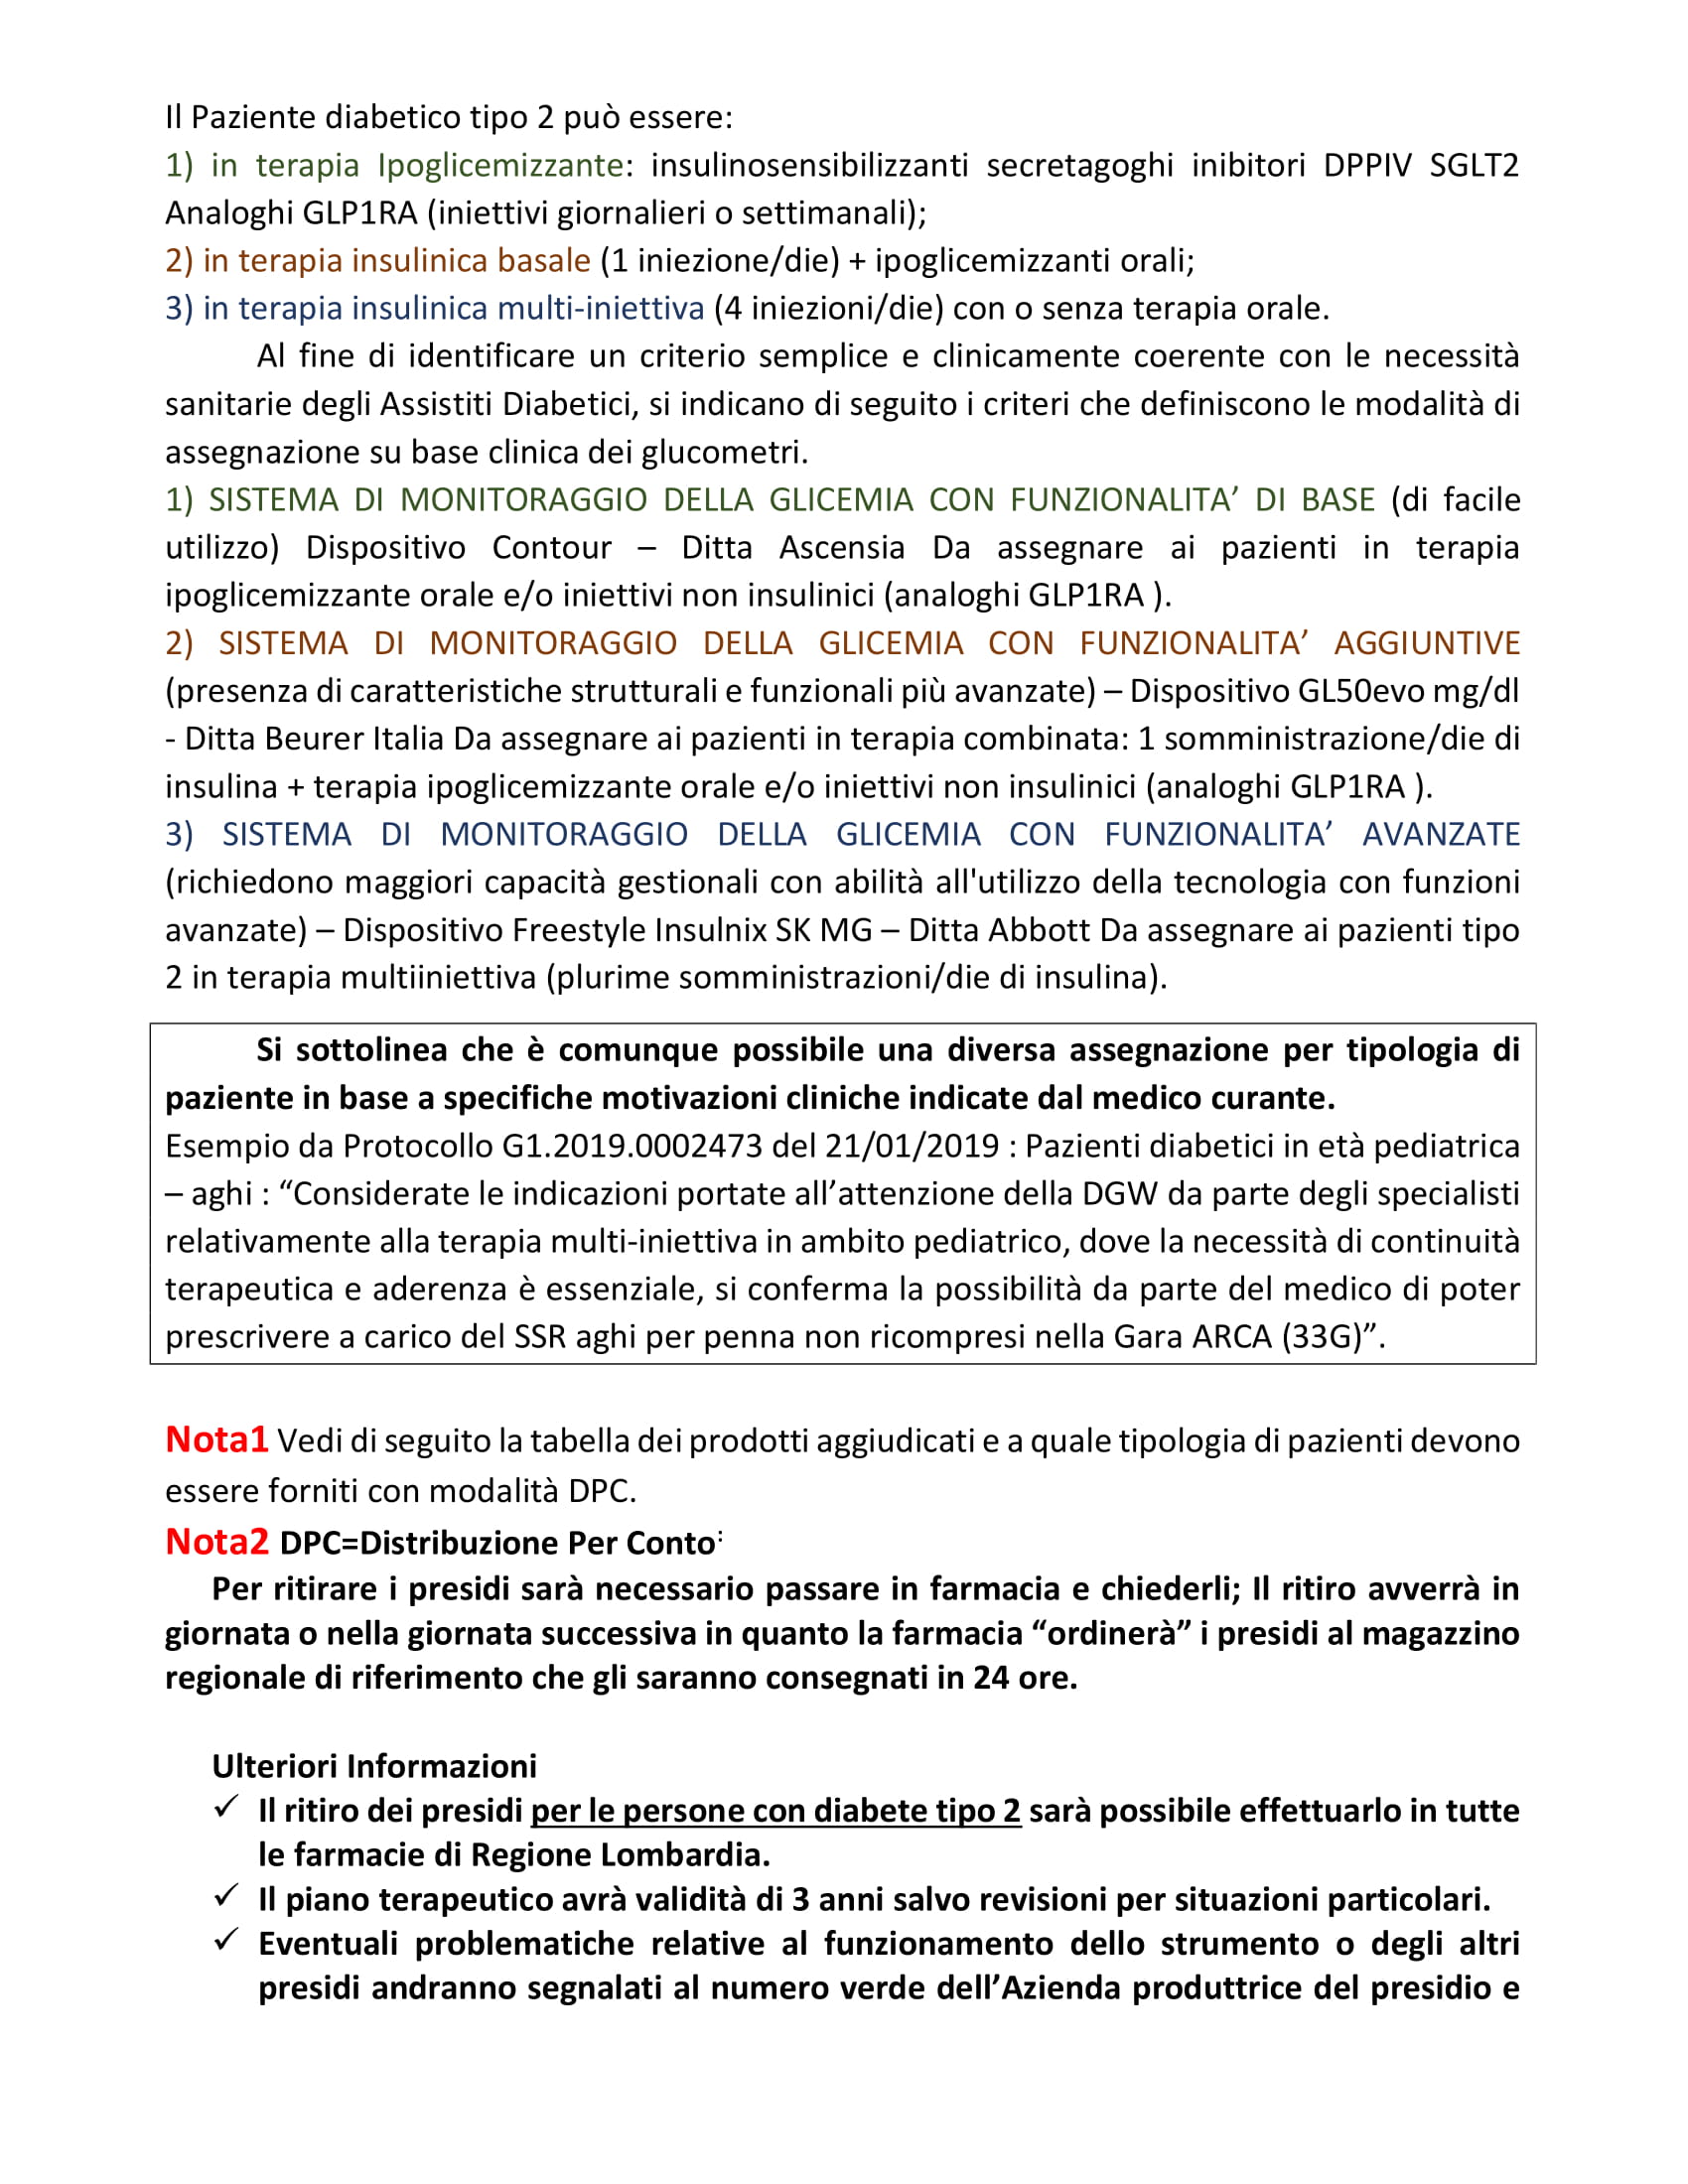 Il Paziente diabetico tipo 2 può essere:
1) in terapia Ipoglicemizzante: insulinosensibilizzanti secretagoghi inibitori DPPIV SGLT2
Analoghi GLP1RA (iniettivi giornalieri o settimanali);
2) in terapia insulinica basale (1 iniezione/die) + ipoglicemizzanti orali;
3) in terapia insulinica multi-iniettiva (4 iniezioni/die) con o senza terapia orale.
Al fine di identificare un criterio semplice e clinicamente coerente con le necessità
sanitarie degli Assistiti Diabetici, si indicano di seguito i criteri che definiscono le modalità di
assegnazione su base clinica dei glucometri.
1) SISTEMA DI MONITORAGGIO DELLA GLICEMIA CON FUNZIONALITA’ DI BASE (di facile
utilizzo) Dispositivo Contour – Ditta Ascensia Da assegnare ai pazienti in terapia
ipoglicemizzante orale e/o iniettivi non insulinici (analoghi GLP1RA ).
2) SISTEMA DI MONITORAGGIO DELLA GLICEMIA CON FUNZIONALITA’ AGGIUNTIVE
(presenza di caratteristiche strutturali e funzionali più avanzate) – Dispositivo GL50evo mg/dl
- Ditta Beurer Italia Da assegnare ai pazienti in terapia combinata: 1 somministrazione/die di
insulina + terapia ipoglicemizzante orale e/o iniettivi non insulinici (analoghi GLP1RA ).
3) SISTEMA DI MONITORAGGIO DELLA GLICEMIA CON FUNZIONALITA’ AVANZATE
(richiedono maggiori capacità gestionali con abilità all'utilizzo della tecnologia con funzioni
avanzate) – Dispositivo Freestyle Insulnix SK MG – Ditta Abbott Da assegnare ai pazienti tipo
2 in terapia multiiniettiva (plurime somministrazioni/die di insulina).
Si sottolinea che è comunque possibile una diversa assegnazione per tipologia di
paziente in base a specifiche motivazioni cliniche indicate dal medico curante.
Esempio da Protocollo G1.2019.0002473 del 21/01/2019 : Pazienti diabetici in età pediatrica
– aghi : “Considerate le indicazioni portate all’attenzione della DGW da parte degli specialisti
relativamente alla terapia multi-iniettiva in ambito pediatrico, dove la necessità di continuità
terapeutica e aderenza è essenziale, si conferma la possibilità da parte del medico di poter
prescrivere a carico del SSR aghi per penna non ricompresi nella Gara ARCA (33G)”.
Nota1 Vedi di seguito la tabella dei prodotti aggiudicati e a quale tipologia di pazienti devono
essere forniti con modalità DPC.
Nota2 DPC=Distribuzione Per Conto:
Per ritirare i presidi sarà necessario passare in farmacia e chiederli; Il ritiro avverrà in
giornata o nella giornata successiva in quanto la farmacia “ordinerà” i presidi al magazzino
regionale di riferimento che gli saranno consegnati in 24 ore.
Ulteriori Informazioni
✓ Il ritiro dei presidi per le persone con diabete tipo 2 sarà possibile effettuarlo in tutte
le farmacie di Regione Lombardia.
✓ Il piano terapeutico avrà validità di 3 anni salvo revisioni per situazioni particolari.
✓ Eventuali problematiche relative al funzionamento dello strumento o degli altri
presidi andranno segnalati al numero verde dell’Azienda produttrice del presidio e